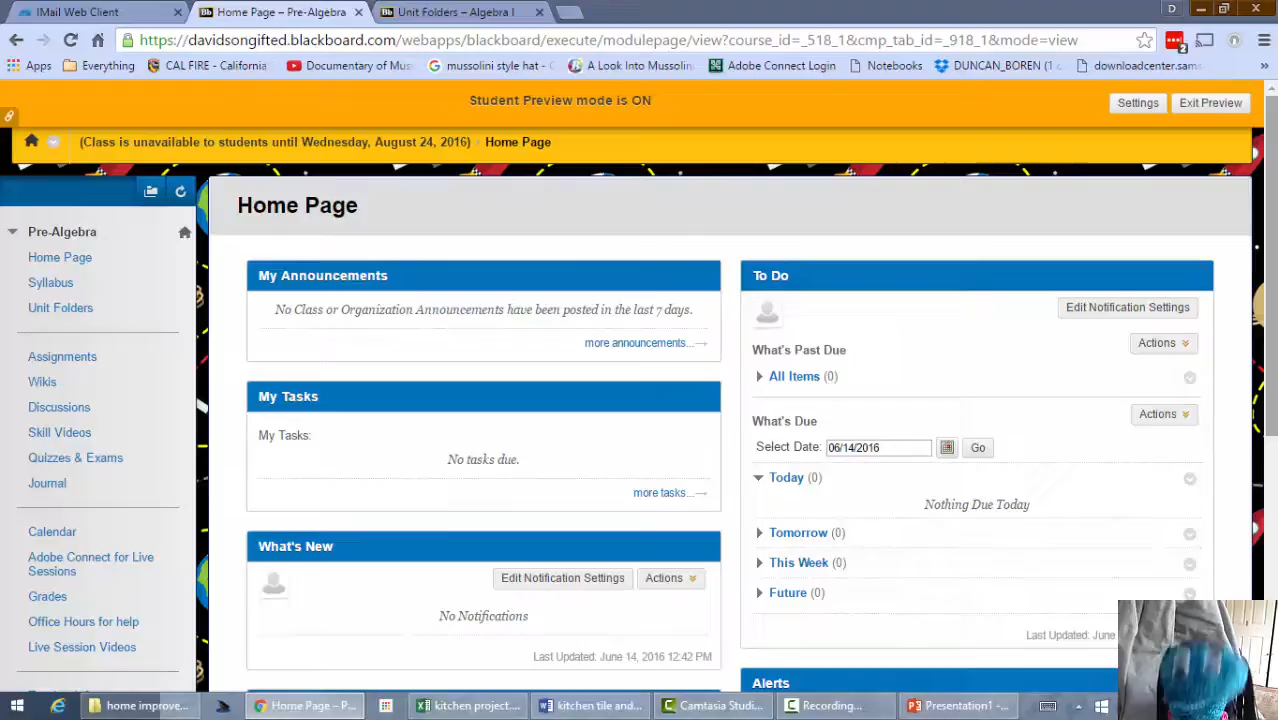 IMail Web Client
Home Page – Pre-Algebra
Unit Folders – Algebra I
D
https://davidsongifted.blackboard.com/webapps/blackboard/execute/modulepage/view?course_id=_518_1&cmp_tab_id=_918_1&mode=view
2
Apps Everything CAL FIRE - California Documentary of Mus mussolini style hat - A Look Into Mussolin Adobe Connect Login Notebooks DUNCAN_BOREN (1 downloadcenter.sams
Student Preview mode is ON
Settings
Exit Preview
(Class is unavailable to students until Wednesday, August 24, 2016) Home Page
Home Page
Pre-Algebra
Home Page
Syllabus
Unit Folders
Assignments
Wikis
Discussions
Skill Videos
Quizzes & Exams
Journal
Calendar
Adobe Connect for Live
Sessions
Grades
Office Hours for help
Live Session Videos
My Announcements
No Class or Organization Announcements have been posted in the last 7 days.
more announcements...
My Tasks
My Tasks:
No tasks due.
more tasks...
What's New
Edit Notification Settings
Actions
No Notifications
Last Updated: June 14, 2016 12:42 PM
To Do
Edit Notification Settings
What's Past Due
Actions
All Items (0)
What's Due
Actions
Select Date: 06/14/2016 Go
Today (0)
Nothing Due Today
Tomorrow (0)
This Week (0)
Future (0)
Last Updated: June
Alerts
home improve...
Home Page – P...
kitchen project....
kitchen tile and...
Camtasia Studi...
Recording...
Presentation1 -...